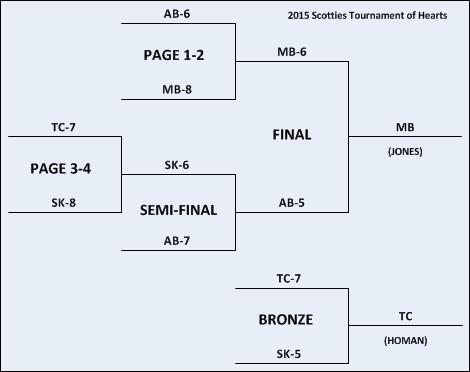 AB-6
2015 Scotties Tournament of Hearts
PAGE 1-2
MB-6
MB-8
TC-7
FINAL
MB
(JONES)
PAGE 3-4
SK-6
SK-8
SEMI-FINAL
AB-5
AB-7
TC-7
BRONZE
TC
(HOMAN)
SK-5